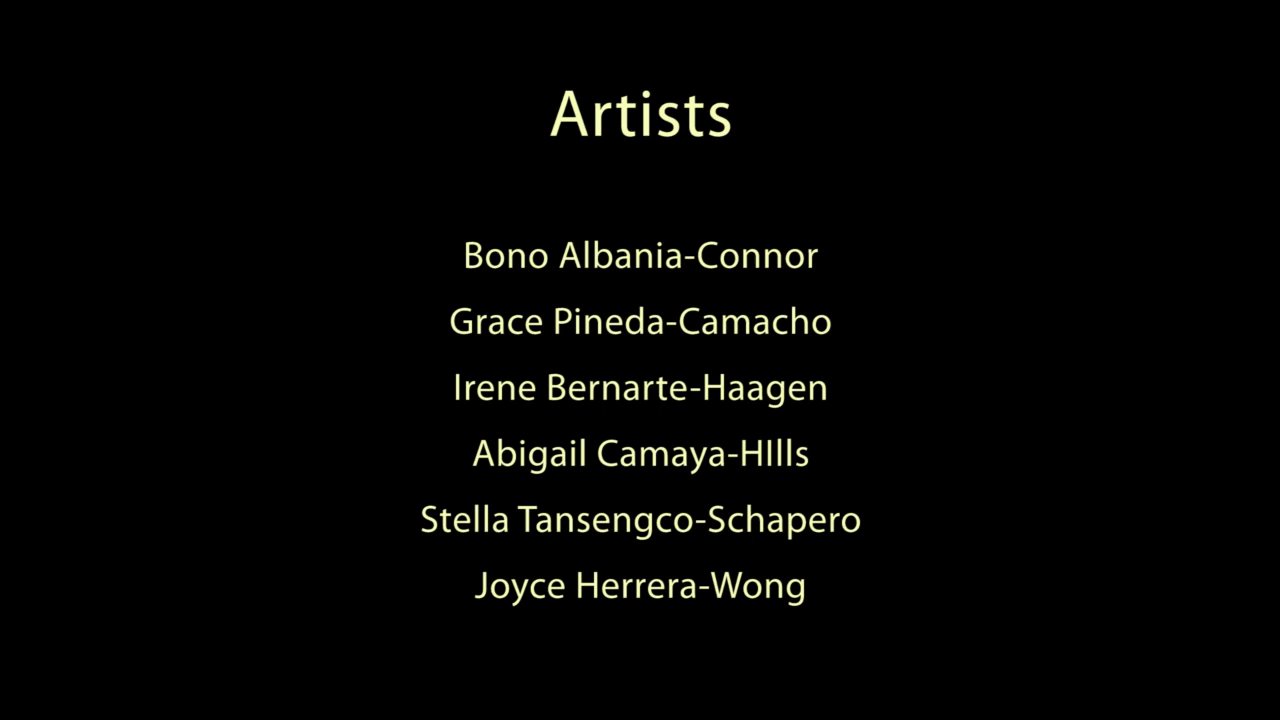 Artists
Bono Albania-Connor
Grace Pineda-Camacho
Irene Bernarte-Haagen
Abigail Camaya-HIlls
Stella Tansengco-Schapero
Joyce Herrera-Wong